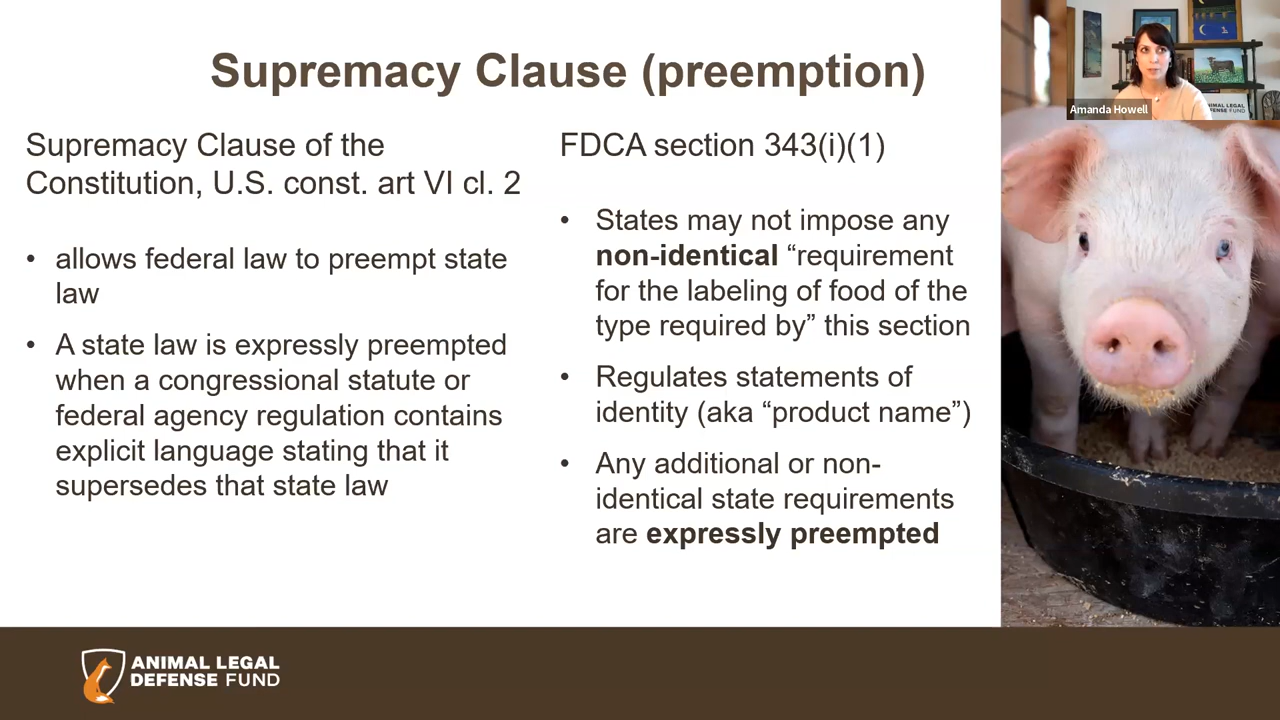 Supremacy Clause (preemption)
Supremacy Clause of the
Constitution, U.S. const. art VI cl. 2
• allows federal law to preempt state
law
• A state law is expressly preempted
when a congressional statute or
federal agency regulation contains
explicit language stating that it
supersedes that state law
FDCA section 343(i)(1)
• States may not impose any
non-identical “requirement
for the labeling of food of the
type required by” this section
• Regulates statements of
identity (aka “product name”)
• Any additional or non-
identical state requirements
are expressly preempted
Amanda Howell
ANIMAL LEGAL
DEFENSE FUND
ANIMAL LEGAL
DEFENSE FUND